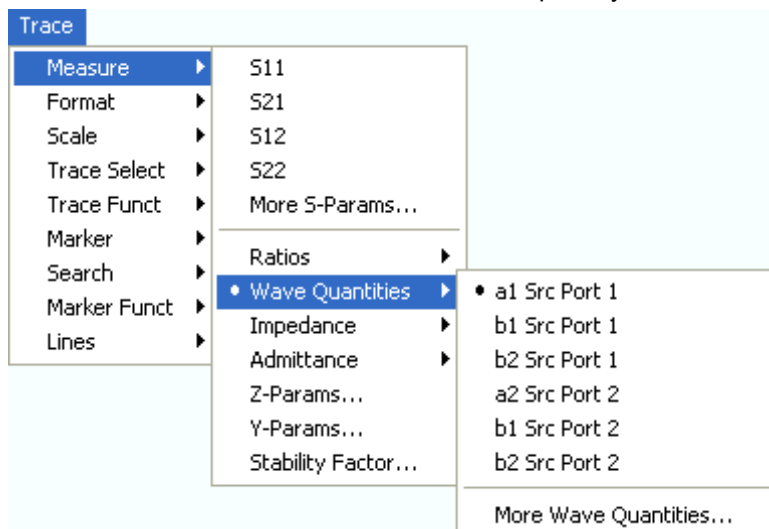 Trace
Measure
Format
Scale
Trace Select
Trace Funct
Marker
Search
Marker Funct
Lines
S11
S21
S12
S22
More S-Params...
Ratios
Wave Quantities
Impedance
Admittance
Z-Params...
Y-Params...
Stability Factor...
a1 Src Port 1
b1 Src Port 1
b2 Src Port 1
a2 Src Port 2
b1 Src Port 2
b2 Src Port 2
More Wave Quantities...